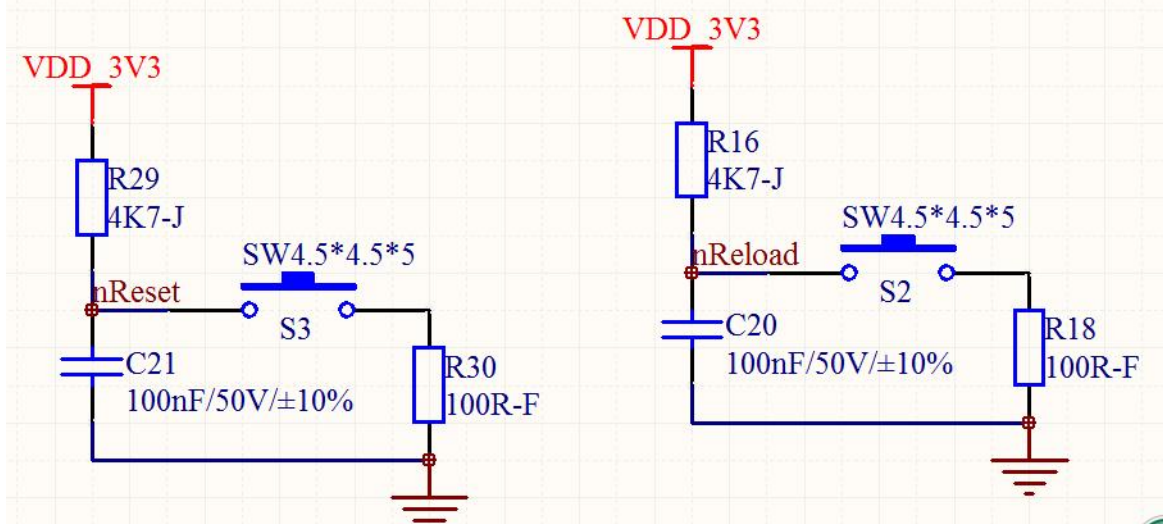 VDD_3V3
R29
4K7-J
SW4.5*4.5*5
nReset
S3
C21
100nF/50V/±10%
R30
100R-F
VDD_3V3
R16
4K7-J
SW4.5*4.5*5
nReload
S2
C20
100nF/50V/±10%
R18
100R-F